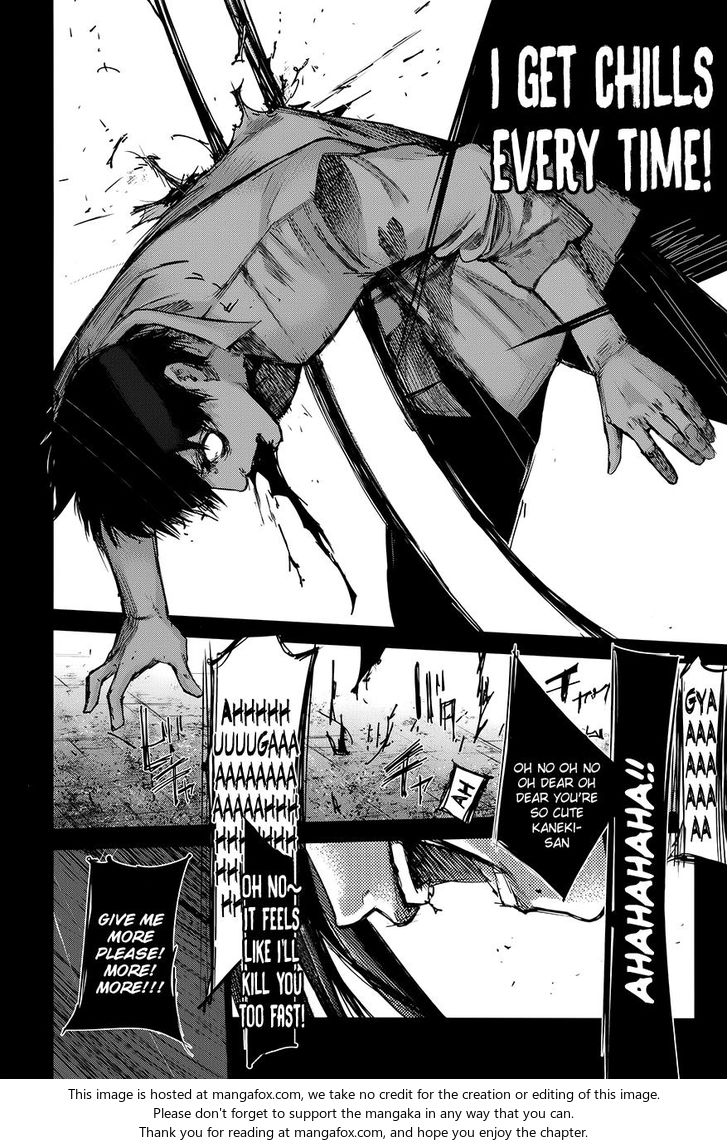 I GET CHILLS
EVERY TIME!
GYA
AAA
AAA
AAA
AAA
AA
AHAHAHAHA!!
OH NO OH NO
OH DEAR OH
DEAR YOU'RE
SO CUTE
KANEKI-
SAN
AH
AHHHHH
UUUUGAAA
AAAAAAAA
AAAAAHHH
OH NO~
IT FEELS
LIKE I'LL
KILL YOU
TOO FAST!
GIVE ME
MORE
PLEASE!
MORE!
MORE!!!
This image is hosted at mangafox.com, we take no credit for the creation or editing of this image.
Please don't forget to support the mangaka in any way that you can.
Thank you for reading at mangafox.com, and hope you enjoy the chapter.